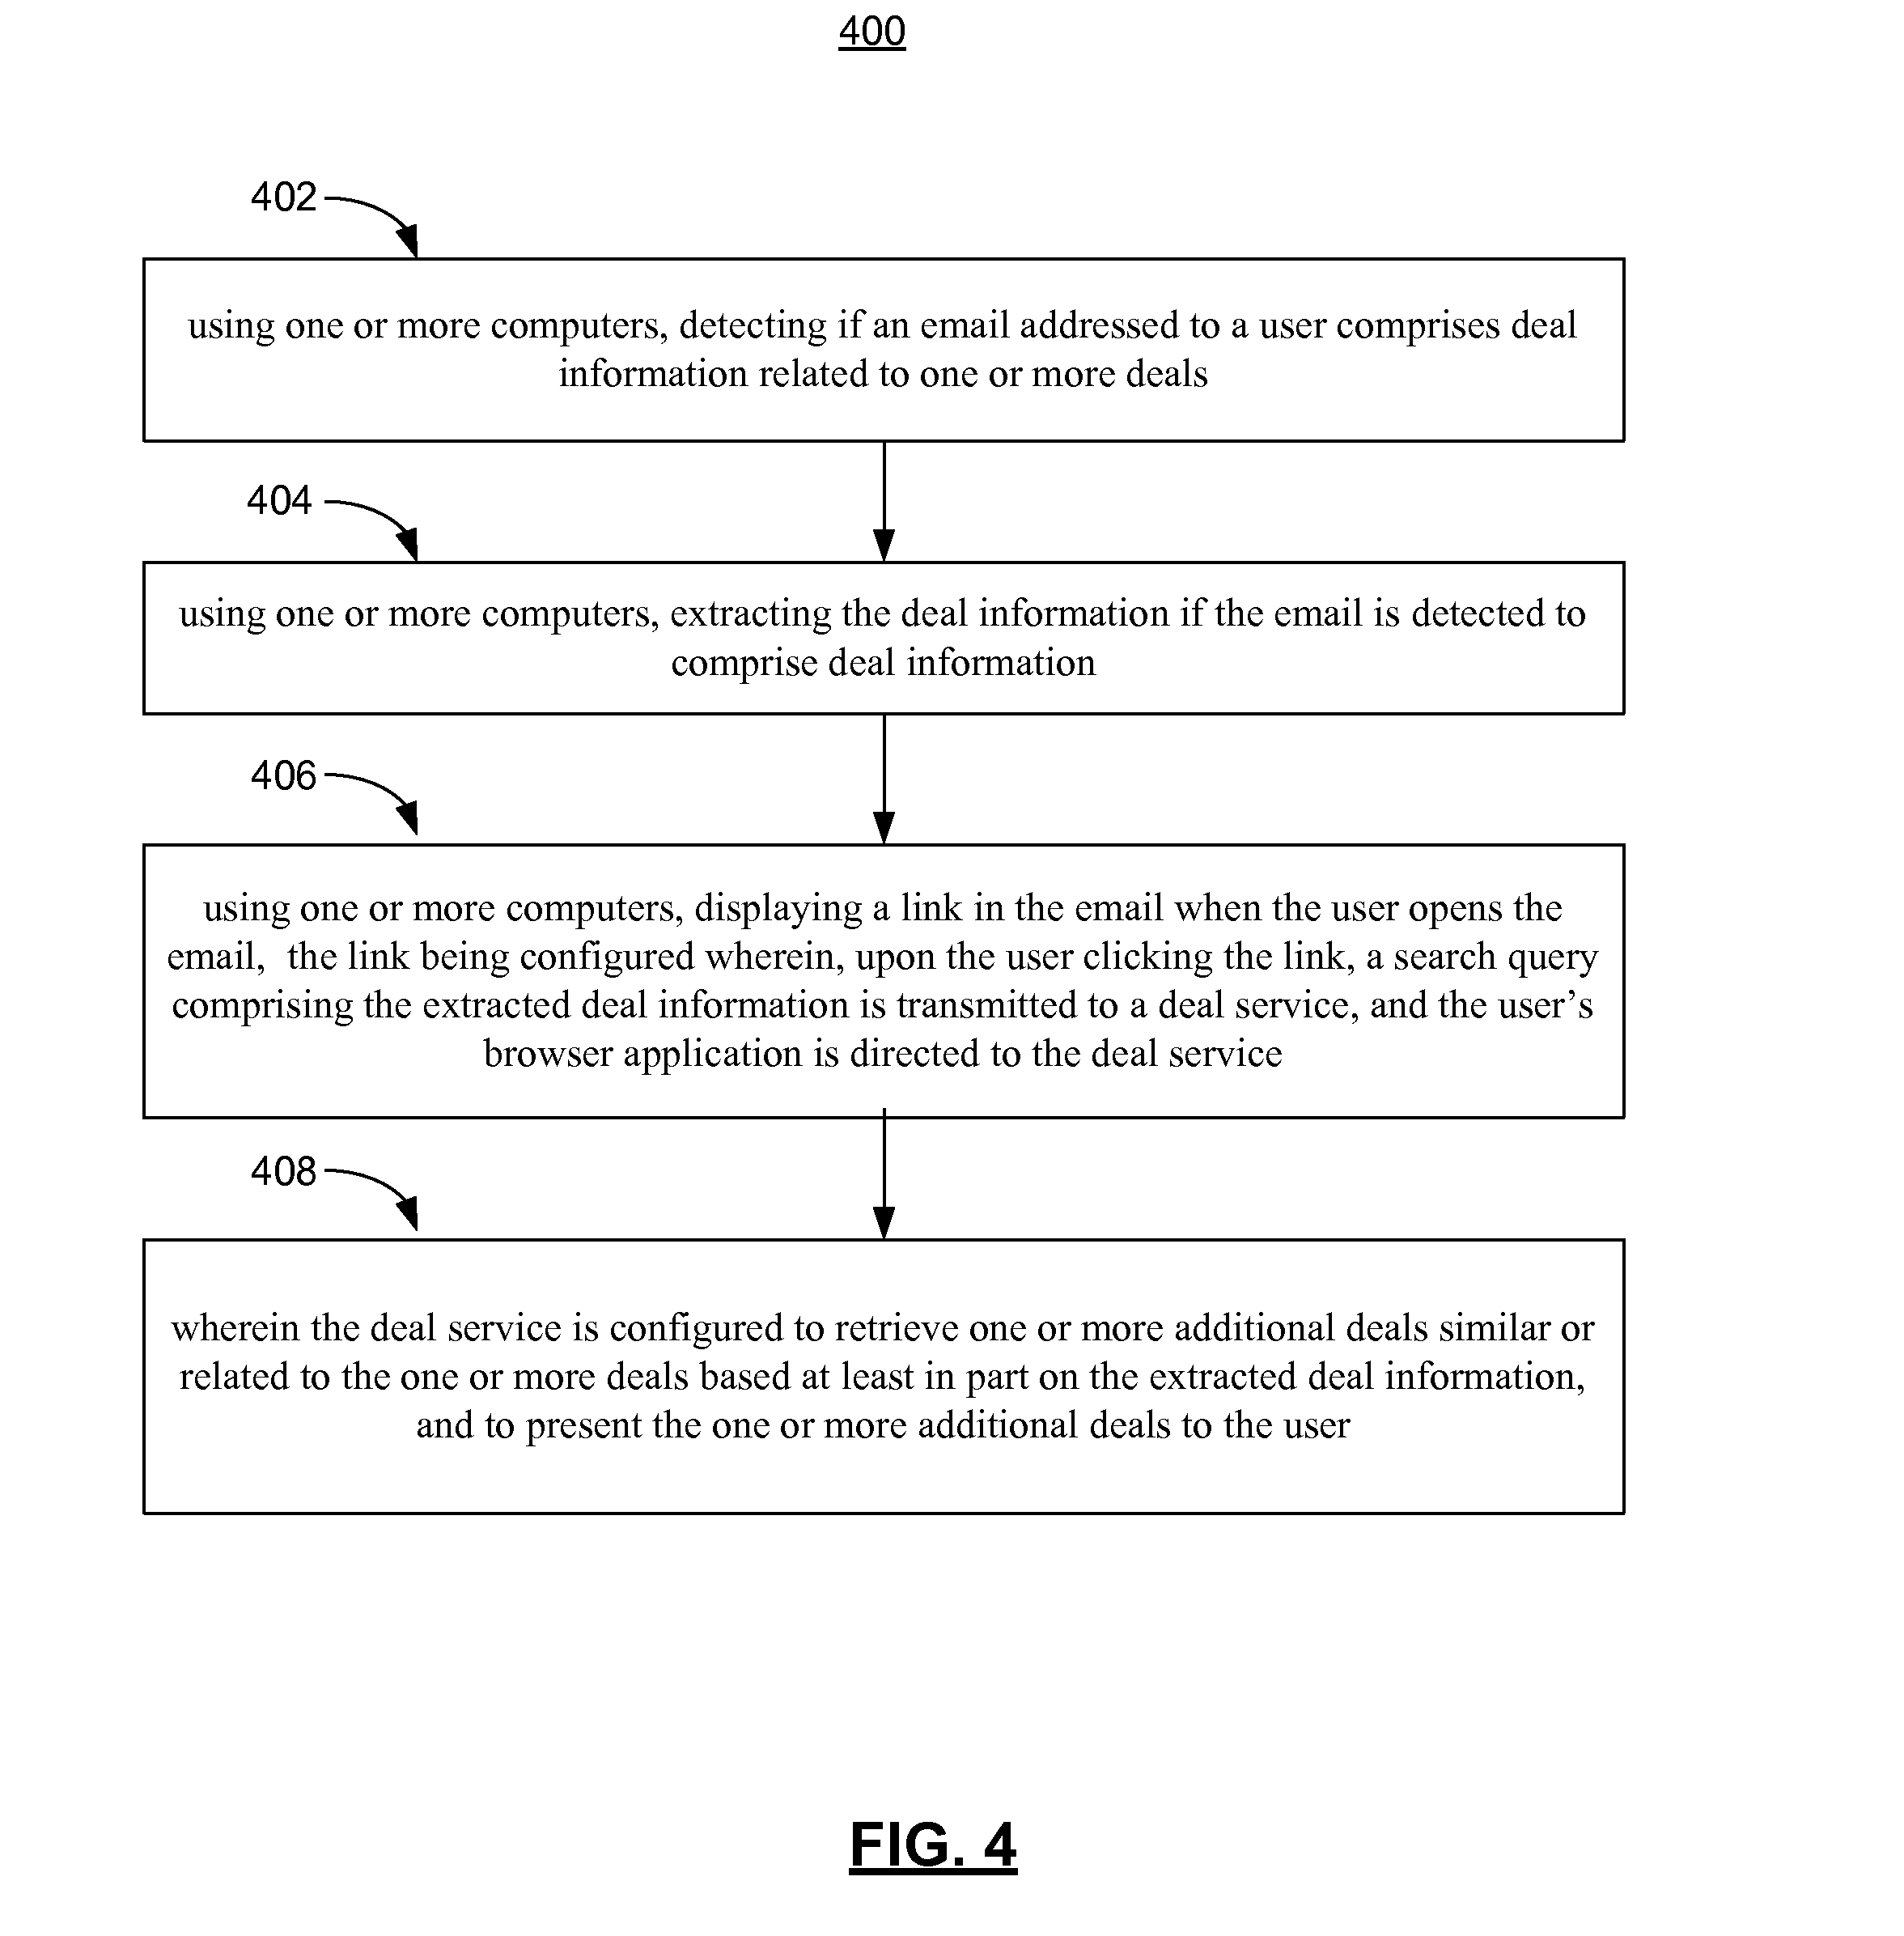 400
402
using one or more computers, detecting if an email addressed to a user comprises deal
information related to one or more deals
404
using one or more computers, extracting the deal information if the email is detected to
comprise deal information
406
using one or more computers, displaying a link in the email when the user opens the
email,  the link being configured wherein, upon the user clicking the link, a search query
comprising the extracted deal information is transmitted to a deal service, and the user’s
browser application is directed to the deal service
408
wherein the deal service is configured to retrieve one or more additional deals similar or
related to the one or more deals based at least in part on the extracted deal information,
and to present the one or more additional deals to the user
FIG. 4